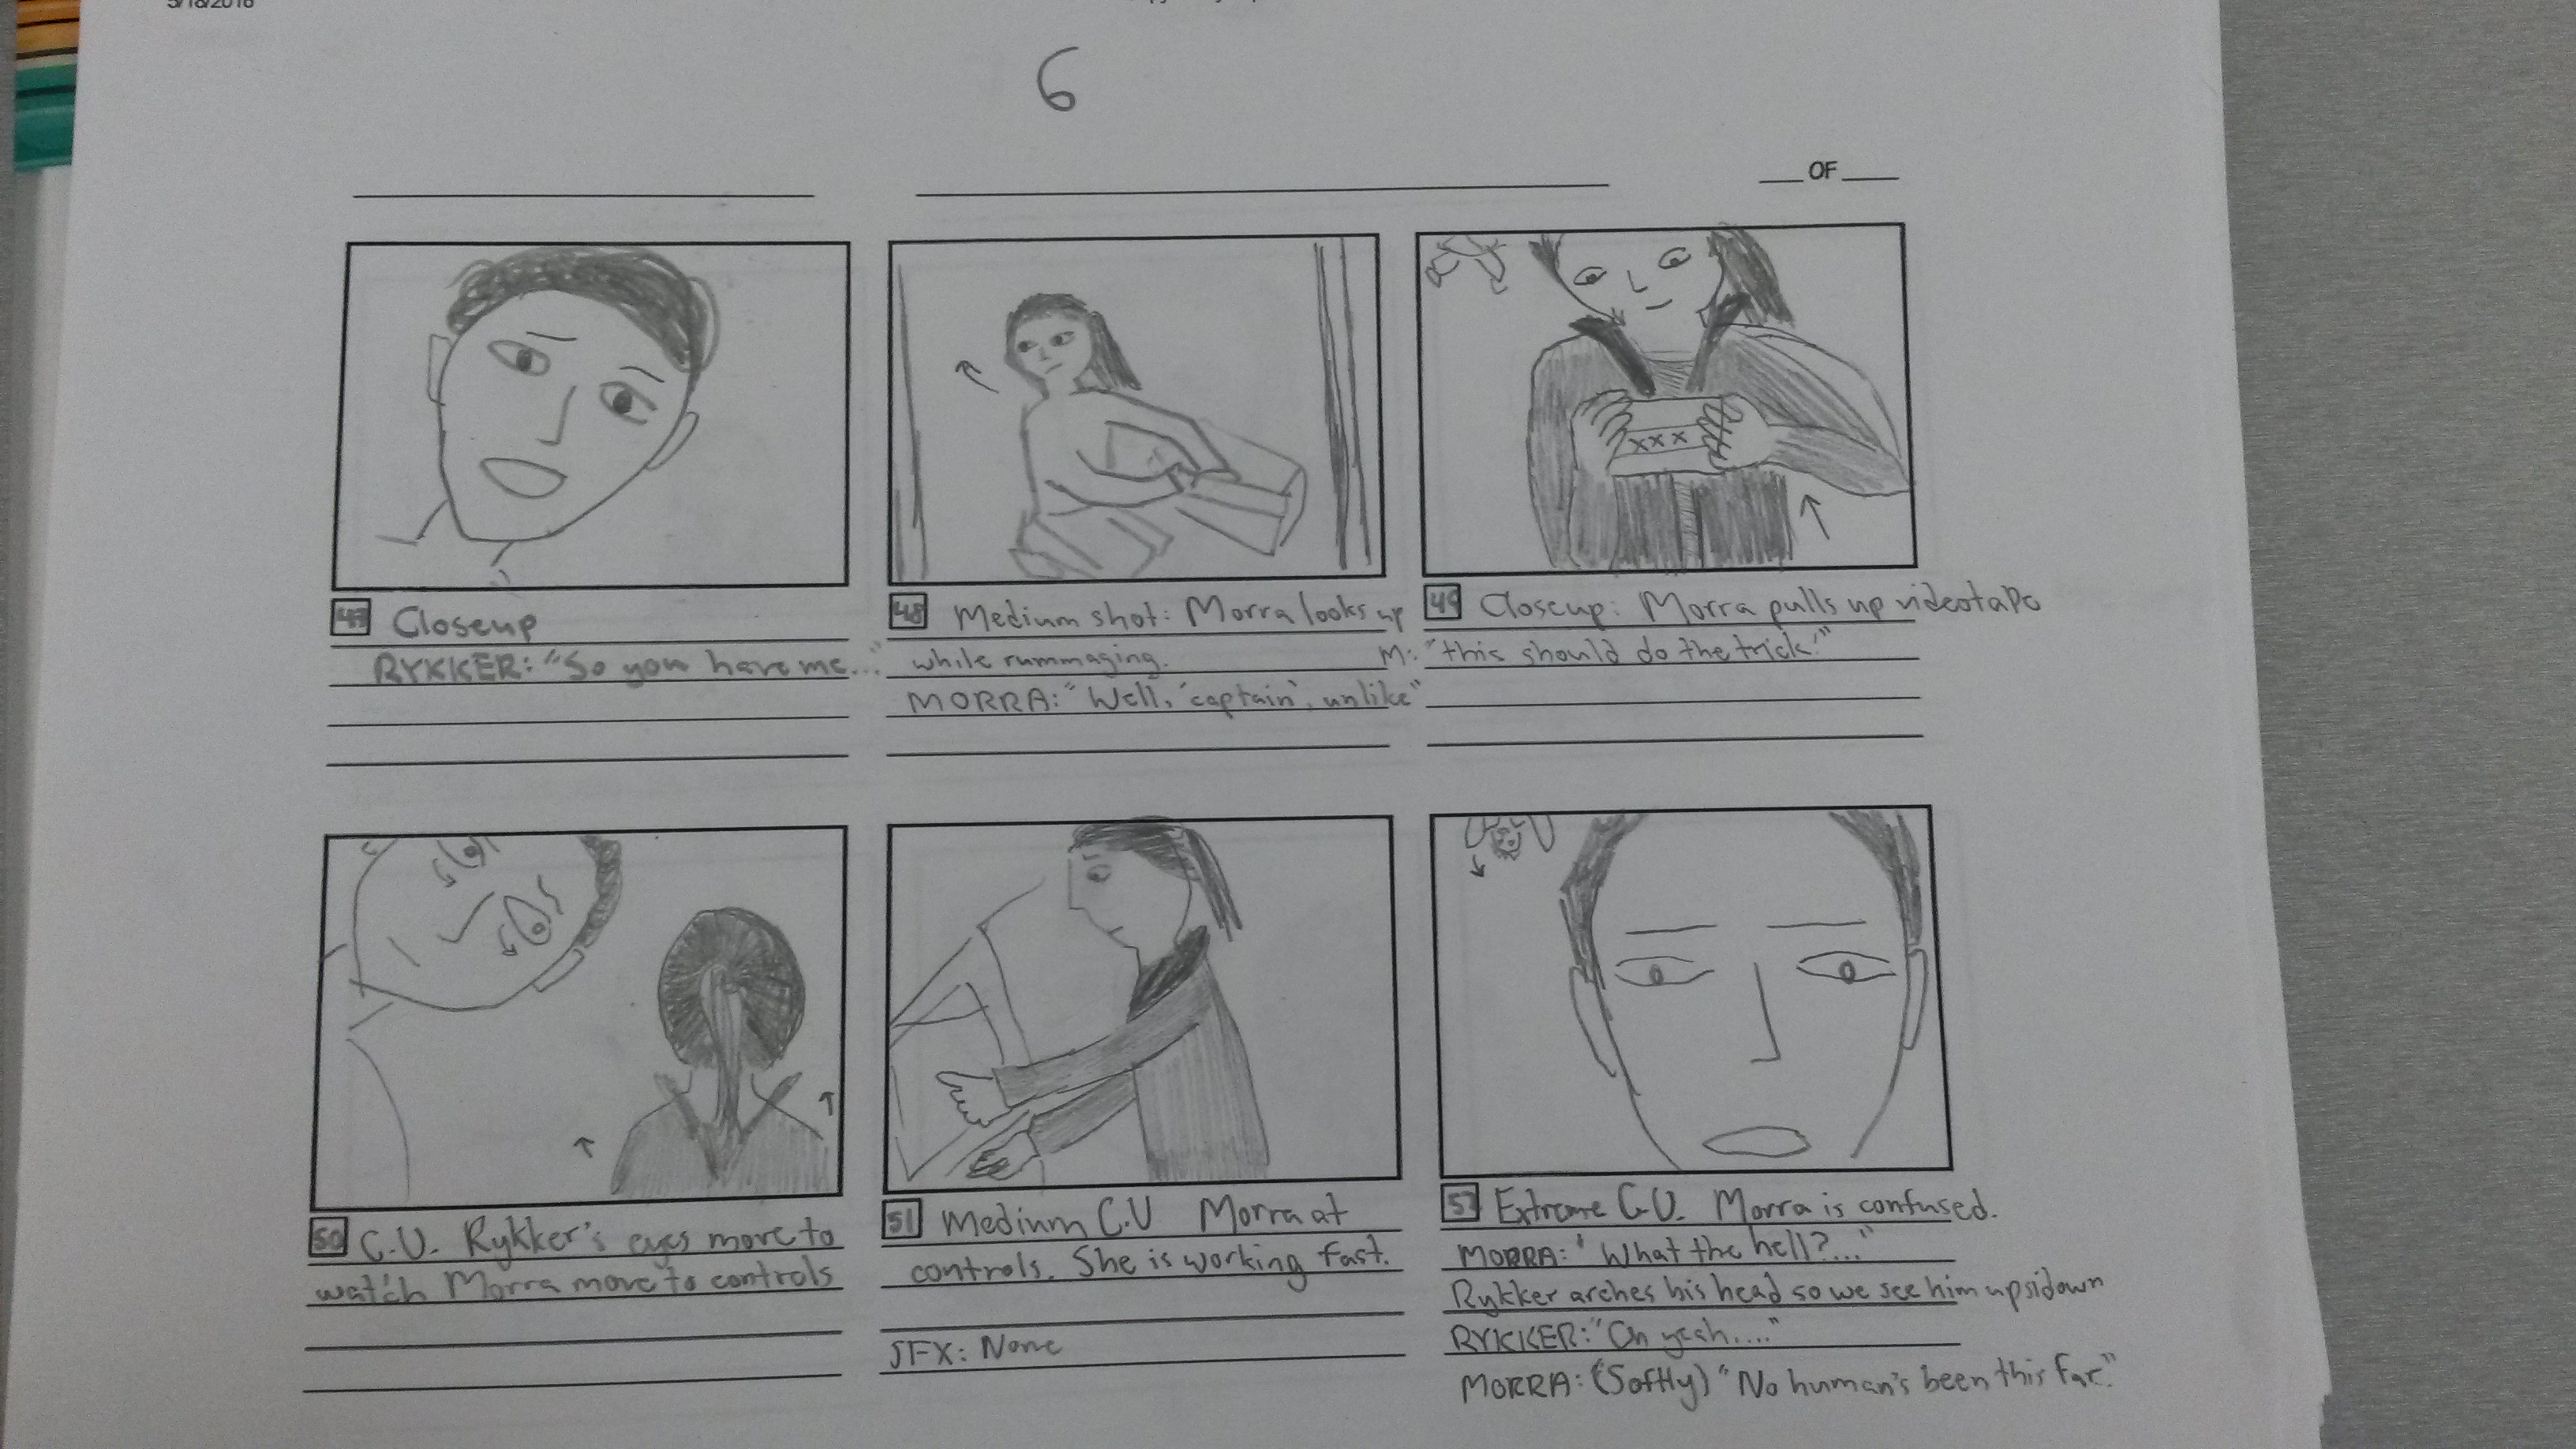 5/18/2016
6
OF
XXX
47 Closeup
RYKKER: "So you have me..."
48 Medium shot: Morra looks up
while rummaging.
MORRA: "Well, 'captain', unlike"
49 Closeup: Morra pulls up videotape
M: "this should do the trick!"
50 C.U. Rykker's eyes move to
watch Morra move to controls
51 Medium C.U Morra at
controls. She is working fast.
SFX: None
Extreme C.U. Morra is confused.
MORRA: "What the hell?..."
Rykker arches his head so we see him upsidown
RYKKER: "Oh yeah...."
MORRA: (Softly) "No human's been this far."